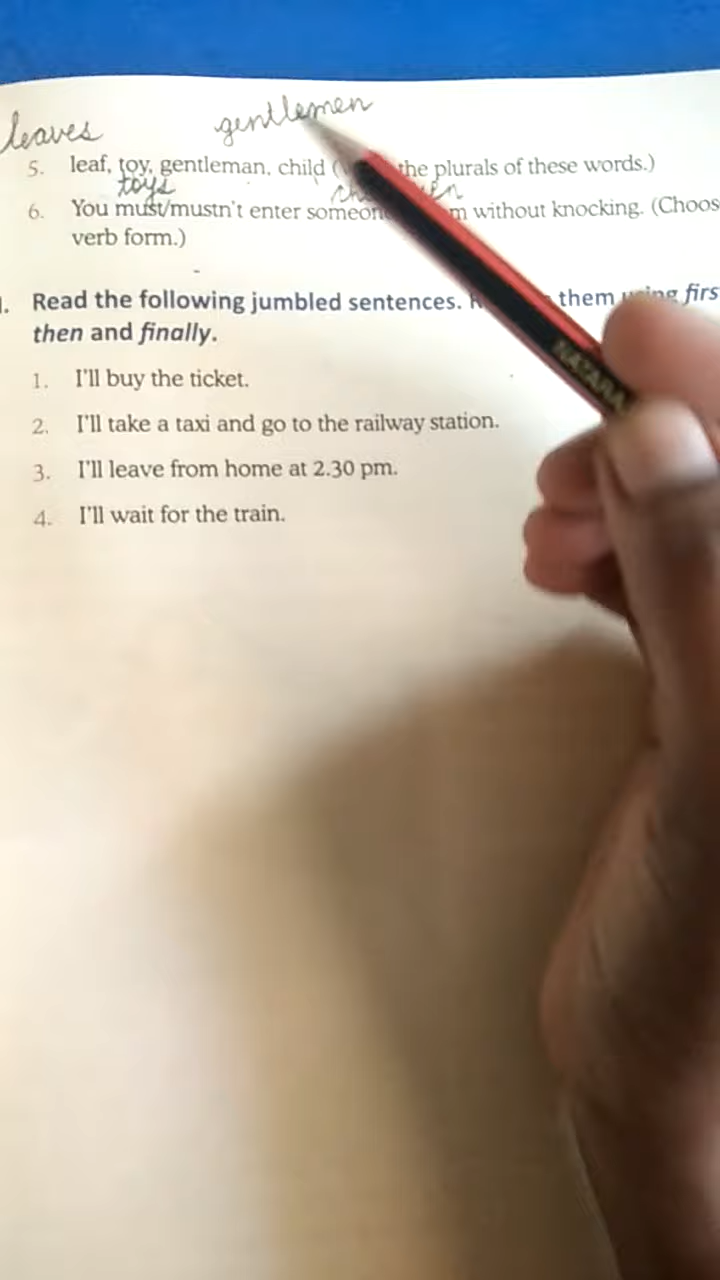 leaves gentlemen
5. leaf, toy, gentleman, child ( the plurals of these words.)
toys
6. You must/mustn't enter without knocking. (Choos
verb form.)
Read the following jumbled sentences. them firs
then and finally.
1. I'll buy the ticket.
2. I'll take a taxi and go to the railway station.
3. I'll leave from home at 2.30 pm.
4. I'll wait for the train.
NATARA